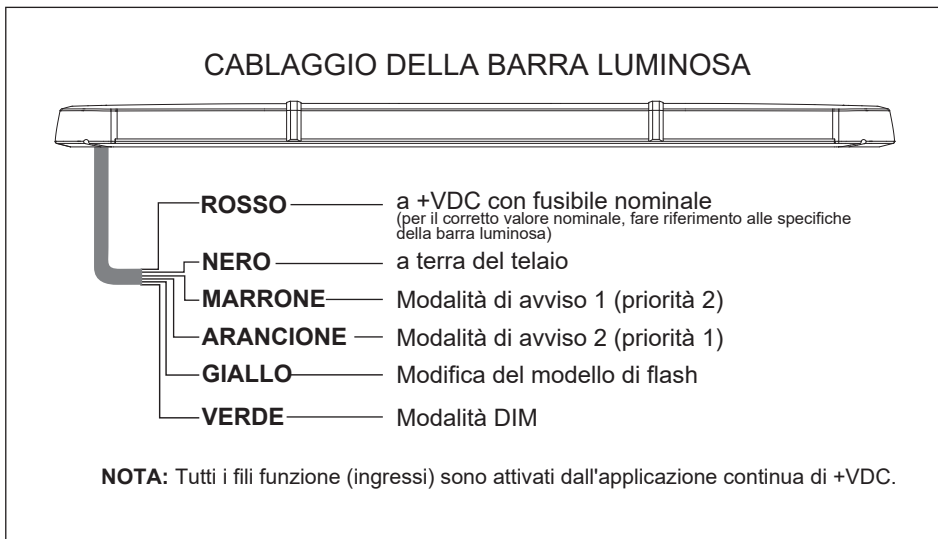 CABLAGGIO DELLA BARRA LUMINOSA
ROSSO a +VDC con fusibile nominale
(per il corretto valore nominale, fare riferimento alle specifiche
della barra luminosa)
NERO a terra del telaio
MARRONE Modalità di avviso 1 (priorità 2)
ARANCIONE Modalità di avviso 2 (priorità 1)
GIALLO Modifica del modello di flash
VERDE Modalità DIM
NOTA: Tutti i fili funzione (ingressi) sono attivati dall'applicazione continua di +VDC.